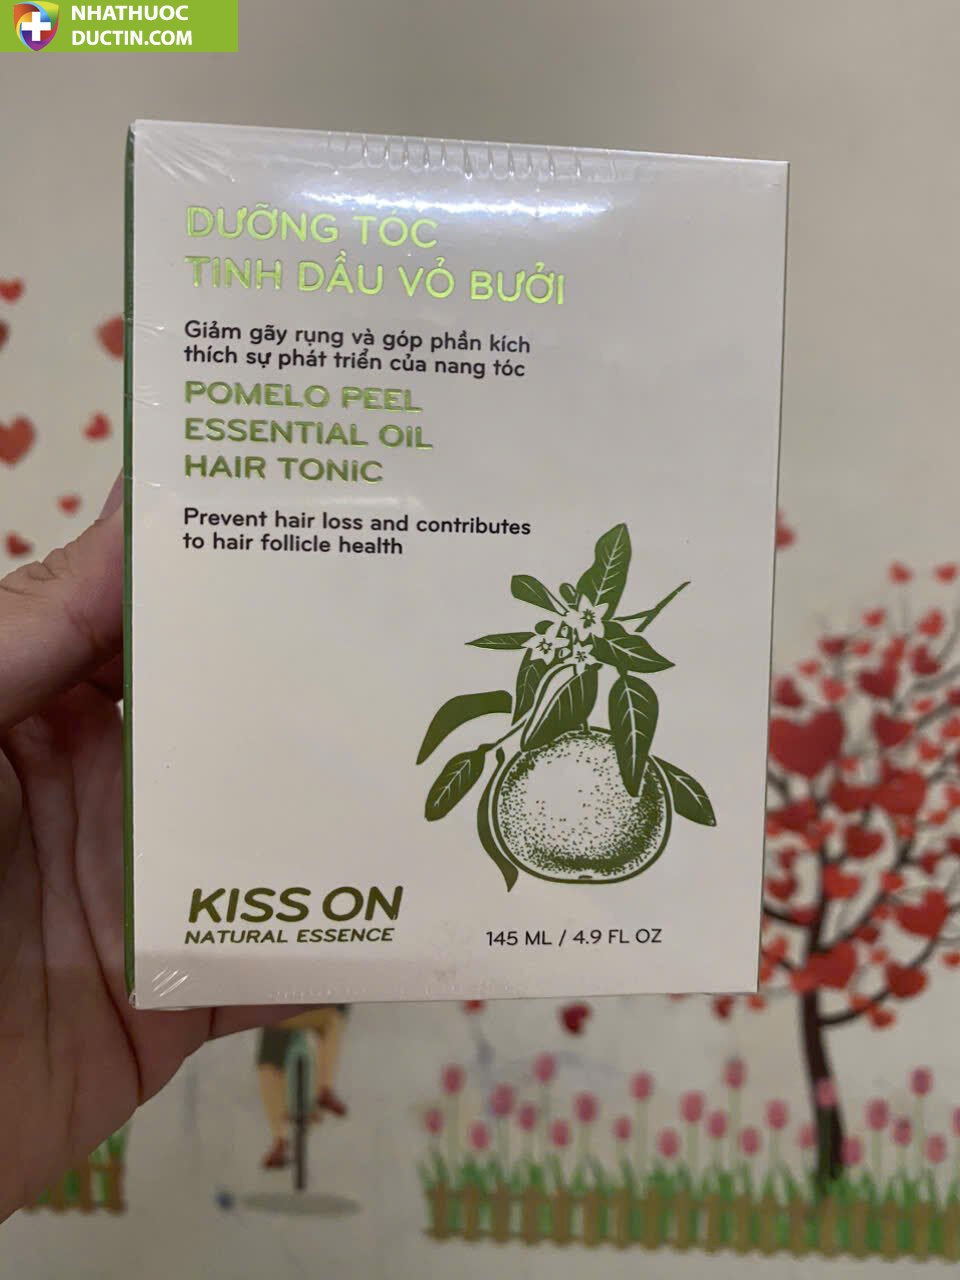 NHATHUOC
DUCTIN.COM
DƯỠNG TÓC
TINH DẦU VỎ BƯỞI
Giảm gãy rụng và góp phần kích
thích sự phát triển của nang tóc
POMELO PEEL
ESSENTIAL OIL
HAIR TONIC
Prevent hair loss and contributes
to hair follicle health
KISS ON
NATURAL ESSENCE
145 ML / 4.9 FL OZ